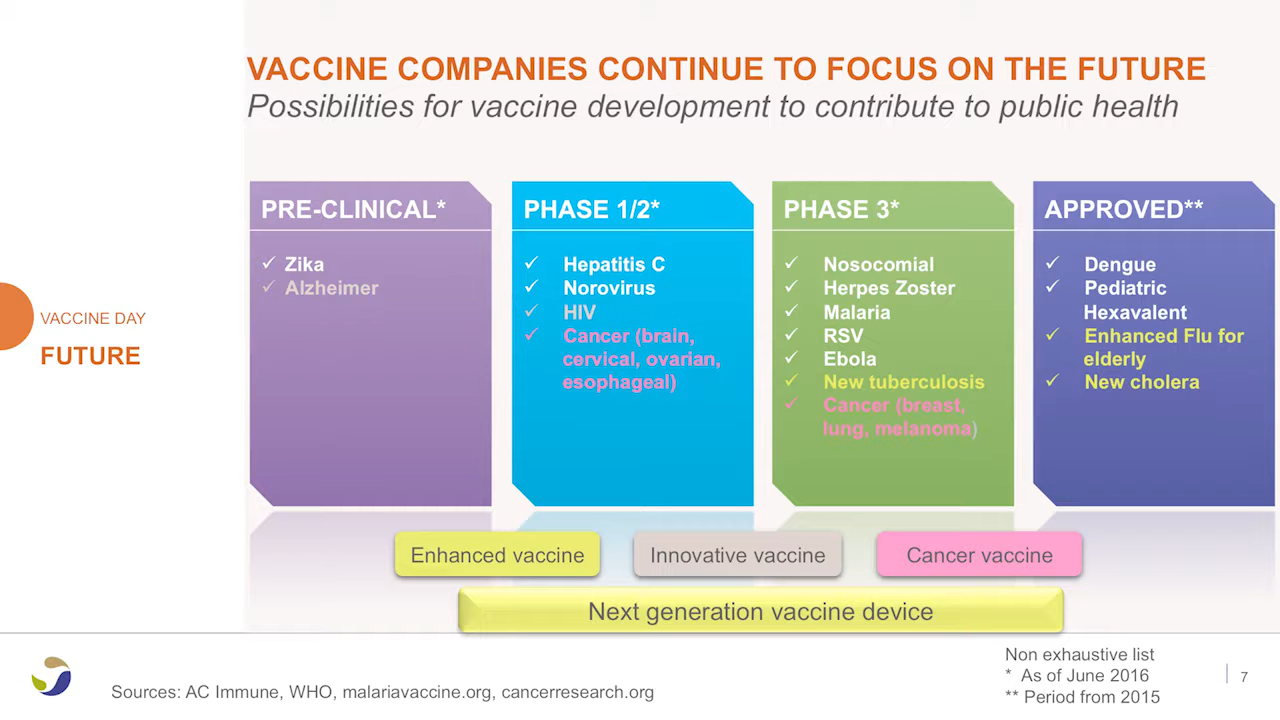 VACCINE COMPANIES CONTINUE TO FOCUS ON THE FUTURE
Possibilities for vaccine development to contribute to public health
VACCINE DAY
FUTURE
PRE-CLINICAL*
✓ Zika
✓ Alzheimer
PHASE 1/2*
✓ Hepatitis C
✓ Norovirus
✓ HIV
✓ Cancer (brain,
cervical, ovarian,
esophageal)
PHASE 3*
✓ Nosocomial
✓ Herpes Zoster
✓ Malaria
✓ RSV
✓ Ebola
✓ New tuberculosis
✓ Cancer (breast,
lung, melanoma)
APPROVED**
✓ Dengue
✓ Pediatric
Hexavalent
✓ Enhanced Flu for
elderly
✓ New cholera
Enhanced vaccine
Innovative vaccine
Cancer vaccine
Next generation vaccine device
Sources: AC Immune, WHO, malariavaccine.org, cancerresearch.org
Non exhaustive list
* As of June 2016
** Period from 2015
7